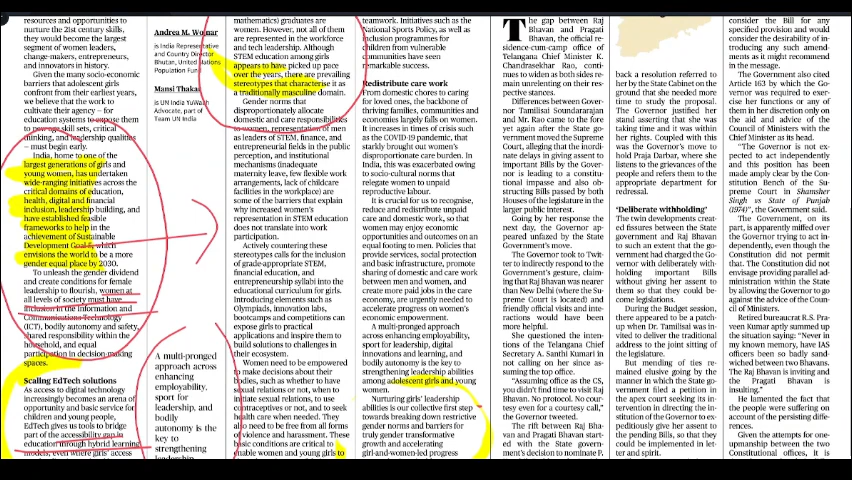 resources and opportunities to
nurture the 21st century skills,
they would become the largest
segment of women leaders,
change-makers, entrepreneurs,
and innovators in history!
Given the many socio-economic
barriers that adolescent girls
confront from their earliest years,
we believe that the work to
cultivate their agency – for
education systems to expose them
to new-age skill sets, critical
thinking, and leadership qualities
– must begin early.
India, home to one of the
largest generations of girls and
young women, has undertaken
wide-ranging initiatives across the
critical domains of education,
health, digital and financial
inclusion, leadership building, and
have established feasible
frameworks to help in the
achievement of Sustainable
Development Goal 5, which
envisions the world to be a more
gender equal place by 2030.
To unleash the gender dividend
and create conditions for female
leadership to flourish, women at
all levels of society must have
inclusion in the information and
Communications Technology
(ICT), bodily autonomy and safety,
shared responsibility within the
household, and equal
participation in decision-making
spaces.
Scaling EdTech solutions
As access to digital technology
increasingly becomes an arena of
opportunity and basic service for
children and young people,
EdTech gives us tools to bridge
part of the accessibility gap in
education through hybrid learning
models, even where girls' access
Andrea M. Wojnar
is India Representative
and Country Director
Bhutan, United Nations
Population Fund
Mansi Thakas
is UN India YuWaah
Advocate, part of
Team UN India
A multi-pronged
approach across
enhancing
employability,
sport for
leadership, and
bodily
autonomy is the
key to
strengthening
leadership
mathematics) graduates are
women. However, not all of them
are represented in the workforce
and tech leadership. Although
STEM education among girls
appears to have picked up pace
over the years, there are prevailing
stereotypes that characterise it as
a traditionally masculine domain.
Gender norms that
disproportionately allocate
domestic and care responsibilities
to women, representation of men
as leaders of STEM, finance, and
entrepreneurial fields in the public
perception, and institutional
mechanisms (inadequate
maternity leave, few flexible work
arrangements, lack of childcare
facilities in the workplace) are
some of the barriers that explain
why increased women's
representation in STEM education
does not translate into work
participation.
Actively countering these
stereotypes calls for the inclusion
of grade-appropriate STEM,
financial education, and
entrepreneurship syllabi into the
educational curriculum for girls.
Introducing elements such as
Olympiads, innovation labs,
bootcamps and competitions can
expose girls to practical
applications and inspire them to
build solutions to challenges in
their ecosystem.
Women need to be empowered
to make decisions about their
bodies, such as whether to have
sexual relations or not, when to
initiate sexual relations, to use
contraceptives or not, and to seek
health care when needed. They
also need to be free from all forms
of violence and harassment. These
basic conditions are critical to
enable women and young girls to
teamwork. Initiatives such as the
National Sports Policy, as well as
inclusion programmes for
children from vulnerable
communities have seen
remarkable success.
Redistribute care work
From domestic chores to caring
for loved ones, the backbone of
thriving families, communities and
economies largely falls on women.
It increases in times of crisis such
as the COVID-19 pandemic, that
starkly brought out women's
disproportionate care burden. In
India, this was exacerbated owing
to socio-cultural norms that
relegate women to unpaid
reproductive labour.
It is crucial for us to recognise,
reduce and redistribute unpaid
care and domestic work, so that
women may enjoy economic
opportunities and outcomes on an
equal footing to men. Policies that
provide services, social protection
and basic infrastructure, promote
sharing of domestic and care work
between men and women, and
create more paid jobs in the care
economy, are urgently needed to
accelerate progress on women's
economic empowerment.
A multi-pronged approach
across enhancing employability,
sport for leadership, digital
innovations and learning, and
bodily autonomy is the key to
strengthening leadership abilities
among adolescent girls and young
women.
Nurturing girls' leadership
abilities is our collective first step
towards breaking down restrictive
gender norms and barriers for
truly gender transformative
growth and accelerating
girl-and-women-led progress
The gap between Raj
Bhavan and Pragati
Bhavan, the official re-
sidence-cum-camp office of
Telangana Chief Minister K.
Chandrasekhar Rao, conti-
nues to widen as both sides re-
main unrelenting on their res-
pective stances.
Differences between Gover-
nor Tamilisai Soundararajan
and Mr. Rao came to the fore
yet again after the State go-
vernment moved the Supreme
Court, alleging that the inordi-
nate delays in giving assent to
important Bills by the Gover-
nor is leading to a constitu-
tional impasse and also ob-
structing Bills passed by both
Houses of the legislature in the
larger public interest.
Going by her response the
next day, the Governor ap-
peared unfazed by the State
Government's move.
The Governor took to Twit-
ter to indirectly respond to the
Government's gesture, claim-
ing that Raj Bhavan was nearer
than New Delhi (where the Su-
preme Court is located) and
friendly official visits and inte-
ractions would have been
more helpful.
She questioned the inten-
tions of the Telangana Chief
Secretary A. Santhi Kumari in
not calling on her since as-
suming the top office.
"Assuming office as the CS,
you didn't find time to visit Raj
Bhavan. No protocol. No cour-
tesy even for a courtesy call,"
the Governor tweeted.
The rift between Raj Bha-
van and Pragati Bhavan start-
ed with the State govern-
ment's decision to nominate P.
back a resolution referred to
her by the State Cabinet on the
ground that she needed more
time to study the proposal.
The Governor justified her
stand asserting that she was
taking time and it was within
her rights. Coupled with this
was the Governor's move to
hold Praja Darbar, where she
listens to the grievances of the
people and refers them to the
appropriate department for
redressal.
'Deliberate withholding'
The twin developments creat-
ed fissures between the State
government and Raj Bhavan
to such an extent that the go-
vernment had charged the Go-
vernor with deliberately with-
holding important Bills
without giving her assent to
them so that they could be-
come legislations.
During the Budget session,
there appeared to be a patch-
up when Dr. Tamilisai was in-
vited to deliver the traditional
address to the joint sitting of
the legislature.
But mending of ties has re-
mained elusive going by the
manner in which the State go-
vernment filed a petition in
the apex court seeking its in-
tervention in directing the in-
stitution of the Governor to ex-
peditiously give her assent to
the pending Bills, so that they
could be implemented in let-
ter and spirit.
consider the Bill for any
specified provision and would
consider the desirability of in-
troducing any such amend-
ments as it might recommend
in the message.
The Government also cited
Article 163 by which the Go-
vernor was required to exer-
cise her functions or any of
them in her discretion only on
the aid and advice of the
Council of Ministers with the
Chief Minister as its head.
"The Governor is not ex-
pected to act independently
and this position has been
made amply clear by the Con-
stitution Bench of the Su-
preme Court in Shamsher
Singh vs State of Punjab
(1974)", the Government said.
The Government, on its
part, is apparently miffed over
the Governor trying to act in-
dependently, even though the
Constitution did not permit
that. The Constitution did not
envisage providing parallel ad-
ministration within the State
by allowing the Governor to go
against the advice of the Coun-
cil of Ministers.
Retired bureaucrat R.S. Pra-
veen Kumar aptly summed up
the situation saying: "Never in
my known memory, have IAS
officers been so badly sand-
wiched between two Bhavans.
The Raj Bhavan is inviting and
the Pragati Bhavan is
insulting."
He lamented the fact that
the people were suffering on
account of the persisting diffe-
rences.
Given the attempts for one-
upmanship between the two
Constitutional offices, it is